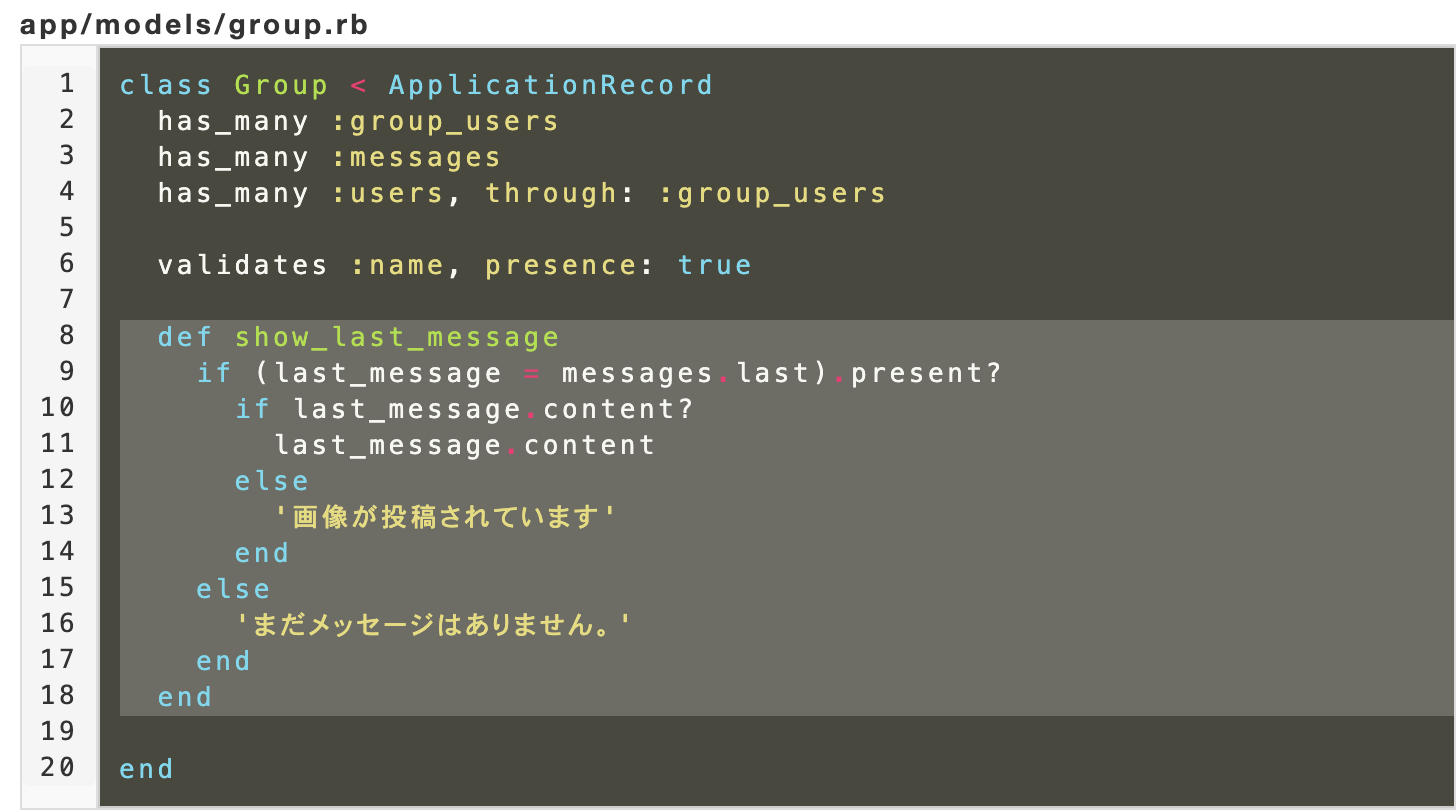 app/models/group.rb
1 class Group < ApplicationRecord
2   has_many :group_users
3   has_many :messages
4   has_many :users, through: :group_users
5
6   validates :name, presence: true
7
8   def show_last_message
9     if (last_message = messages.last).present?
10       if last_message.content?
11         last_message.content
12       else
13         '画像が投稿されています'
14       end
15     else
16       'まだメッセージはありません。'
17     end
18   end
19
20 end